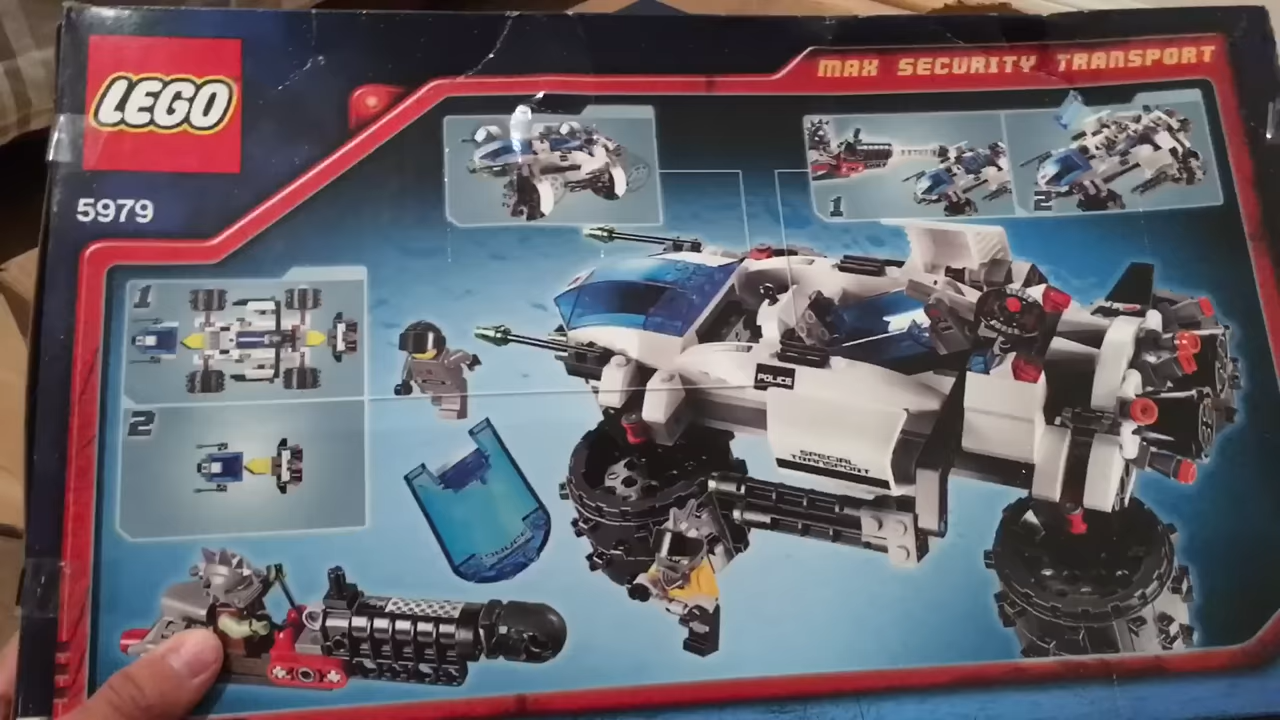 LEGO
MAX SECURITY TRANSPORT
5979
1
2
1
2
POLICE
SPECIAL
TRANSPORT